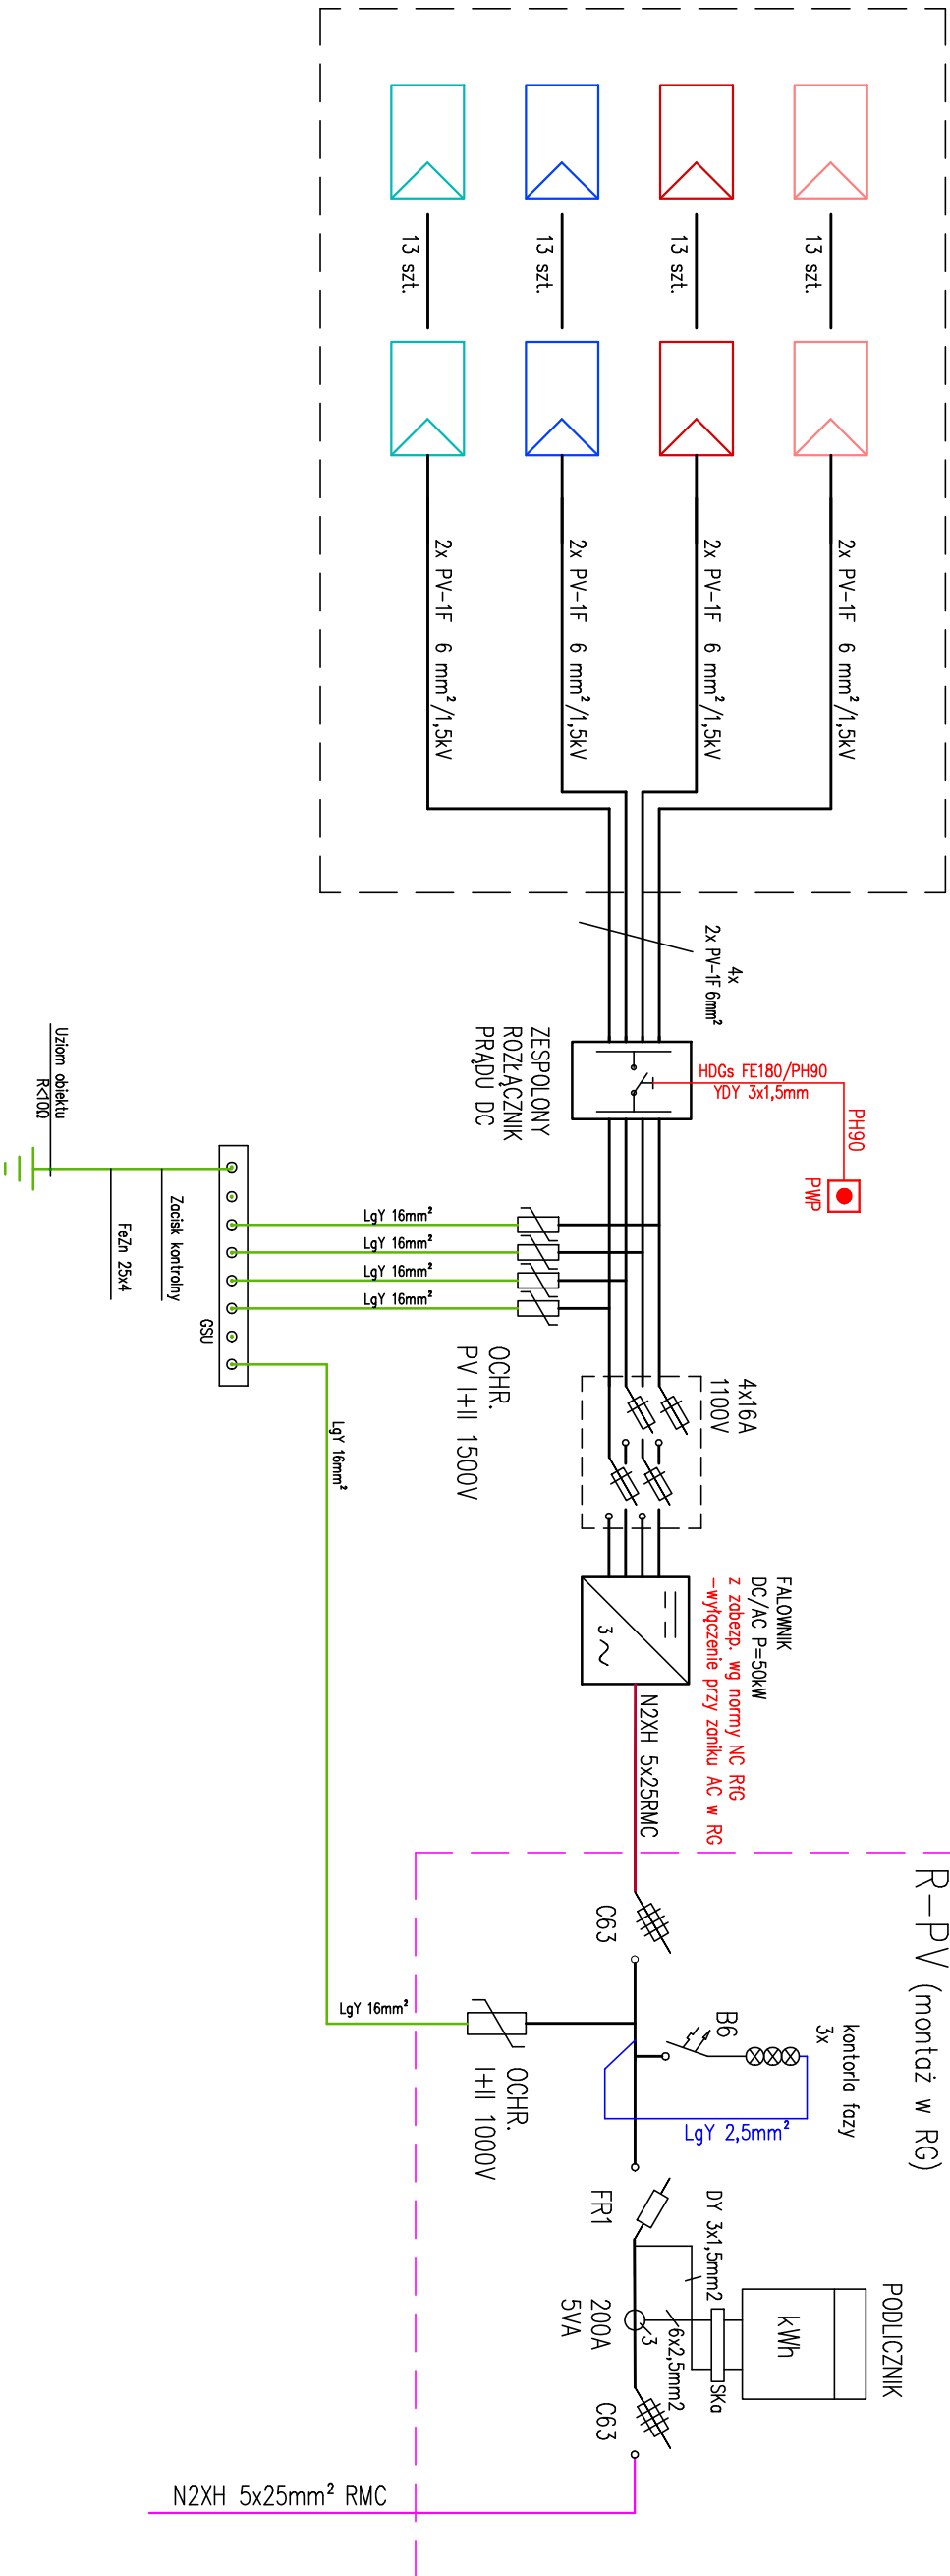 13 szt.
13 szt.
13 szt.
13 szt.
2x PV-1F 6 mm²/1,5kV
2x PV-1F 6 mm²/1,5kV
2x PV-1F 6 mm²/1,5kV
2x PV-1F 6 mm²/1,5kV
4x
2x PV-1F 6mm²
ZESPOLONY
ROZŁĄCZNIK
PRĄDU DC
HDGs FE180/PH90
YDY 3x1,5mm
PH90
PWP
Uziom obiektu
R<10Ω
Zacisk kontrolny
FeZn 25x4
GSU
LgY 16mm²
LgY 16mm²
LgY 16mm²
LgY 16mm²
OCHR.
PV I+II 1500V
4x16A
1100V
LgY 16mm²
FALOWNIK
DC/AC P=50kW
z zabezp. wg normy NC RfG
-wyłączenie przy zaniku AC w RG
3
N2XH 5x25RMC
R-PV (montaż w RG)
C63
LgY 16mm²
OCHR.
I+II 1000V
B6
kontorla fazy
3x
LgY 2,5mm²
FR1
DY 3x1,5mm2
200A
5VA
3
6x2,5mm2
SKa
kWh
PODLICZNIK
C63
N2XH 5x25mm² RMC